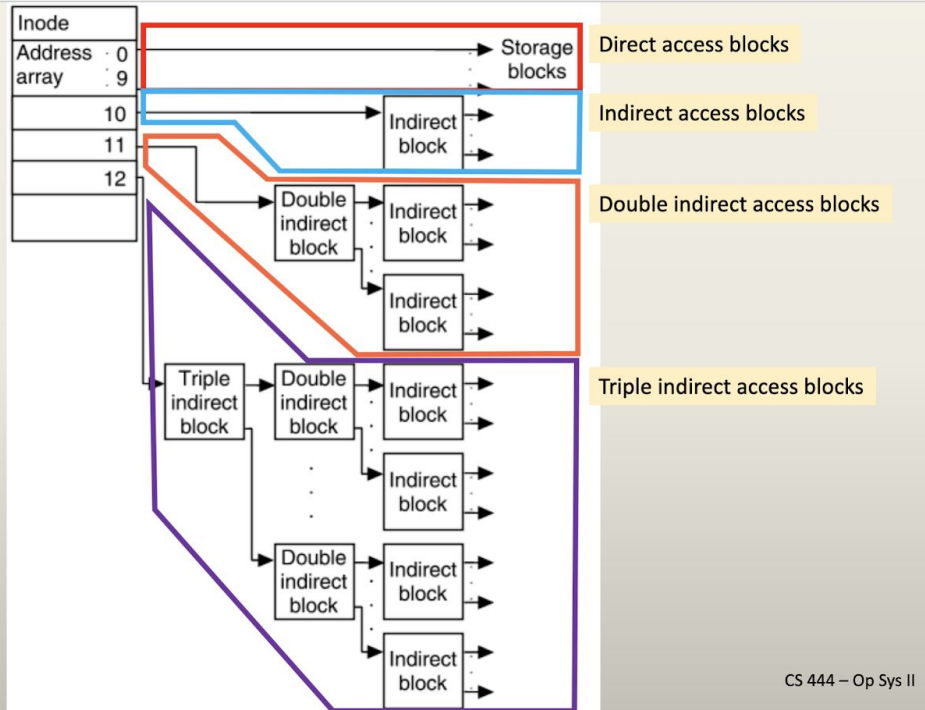 Inode
Address 0
array 9
10
11
12
Storage
blocks
Direct access blocks
Indirect
block
Indirect access blocks
Double
indirect
block
Indirect
block
Indirect
block
Double indirect access blocks
Triple
indirect
block
Double
indirect
block
Indirect
block
Indirect
block
Double
indirect
block
Indirect
block
Indirect
block
Triple indirect access blocks
CS 444 – Op Sys II